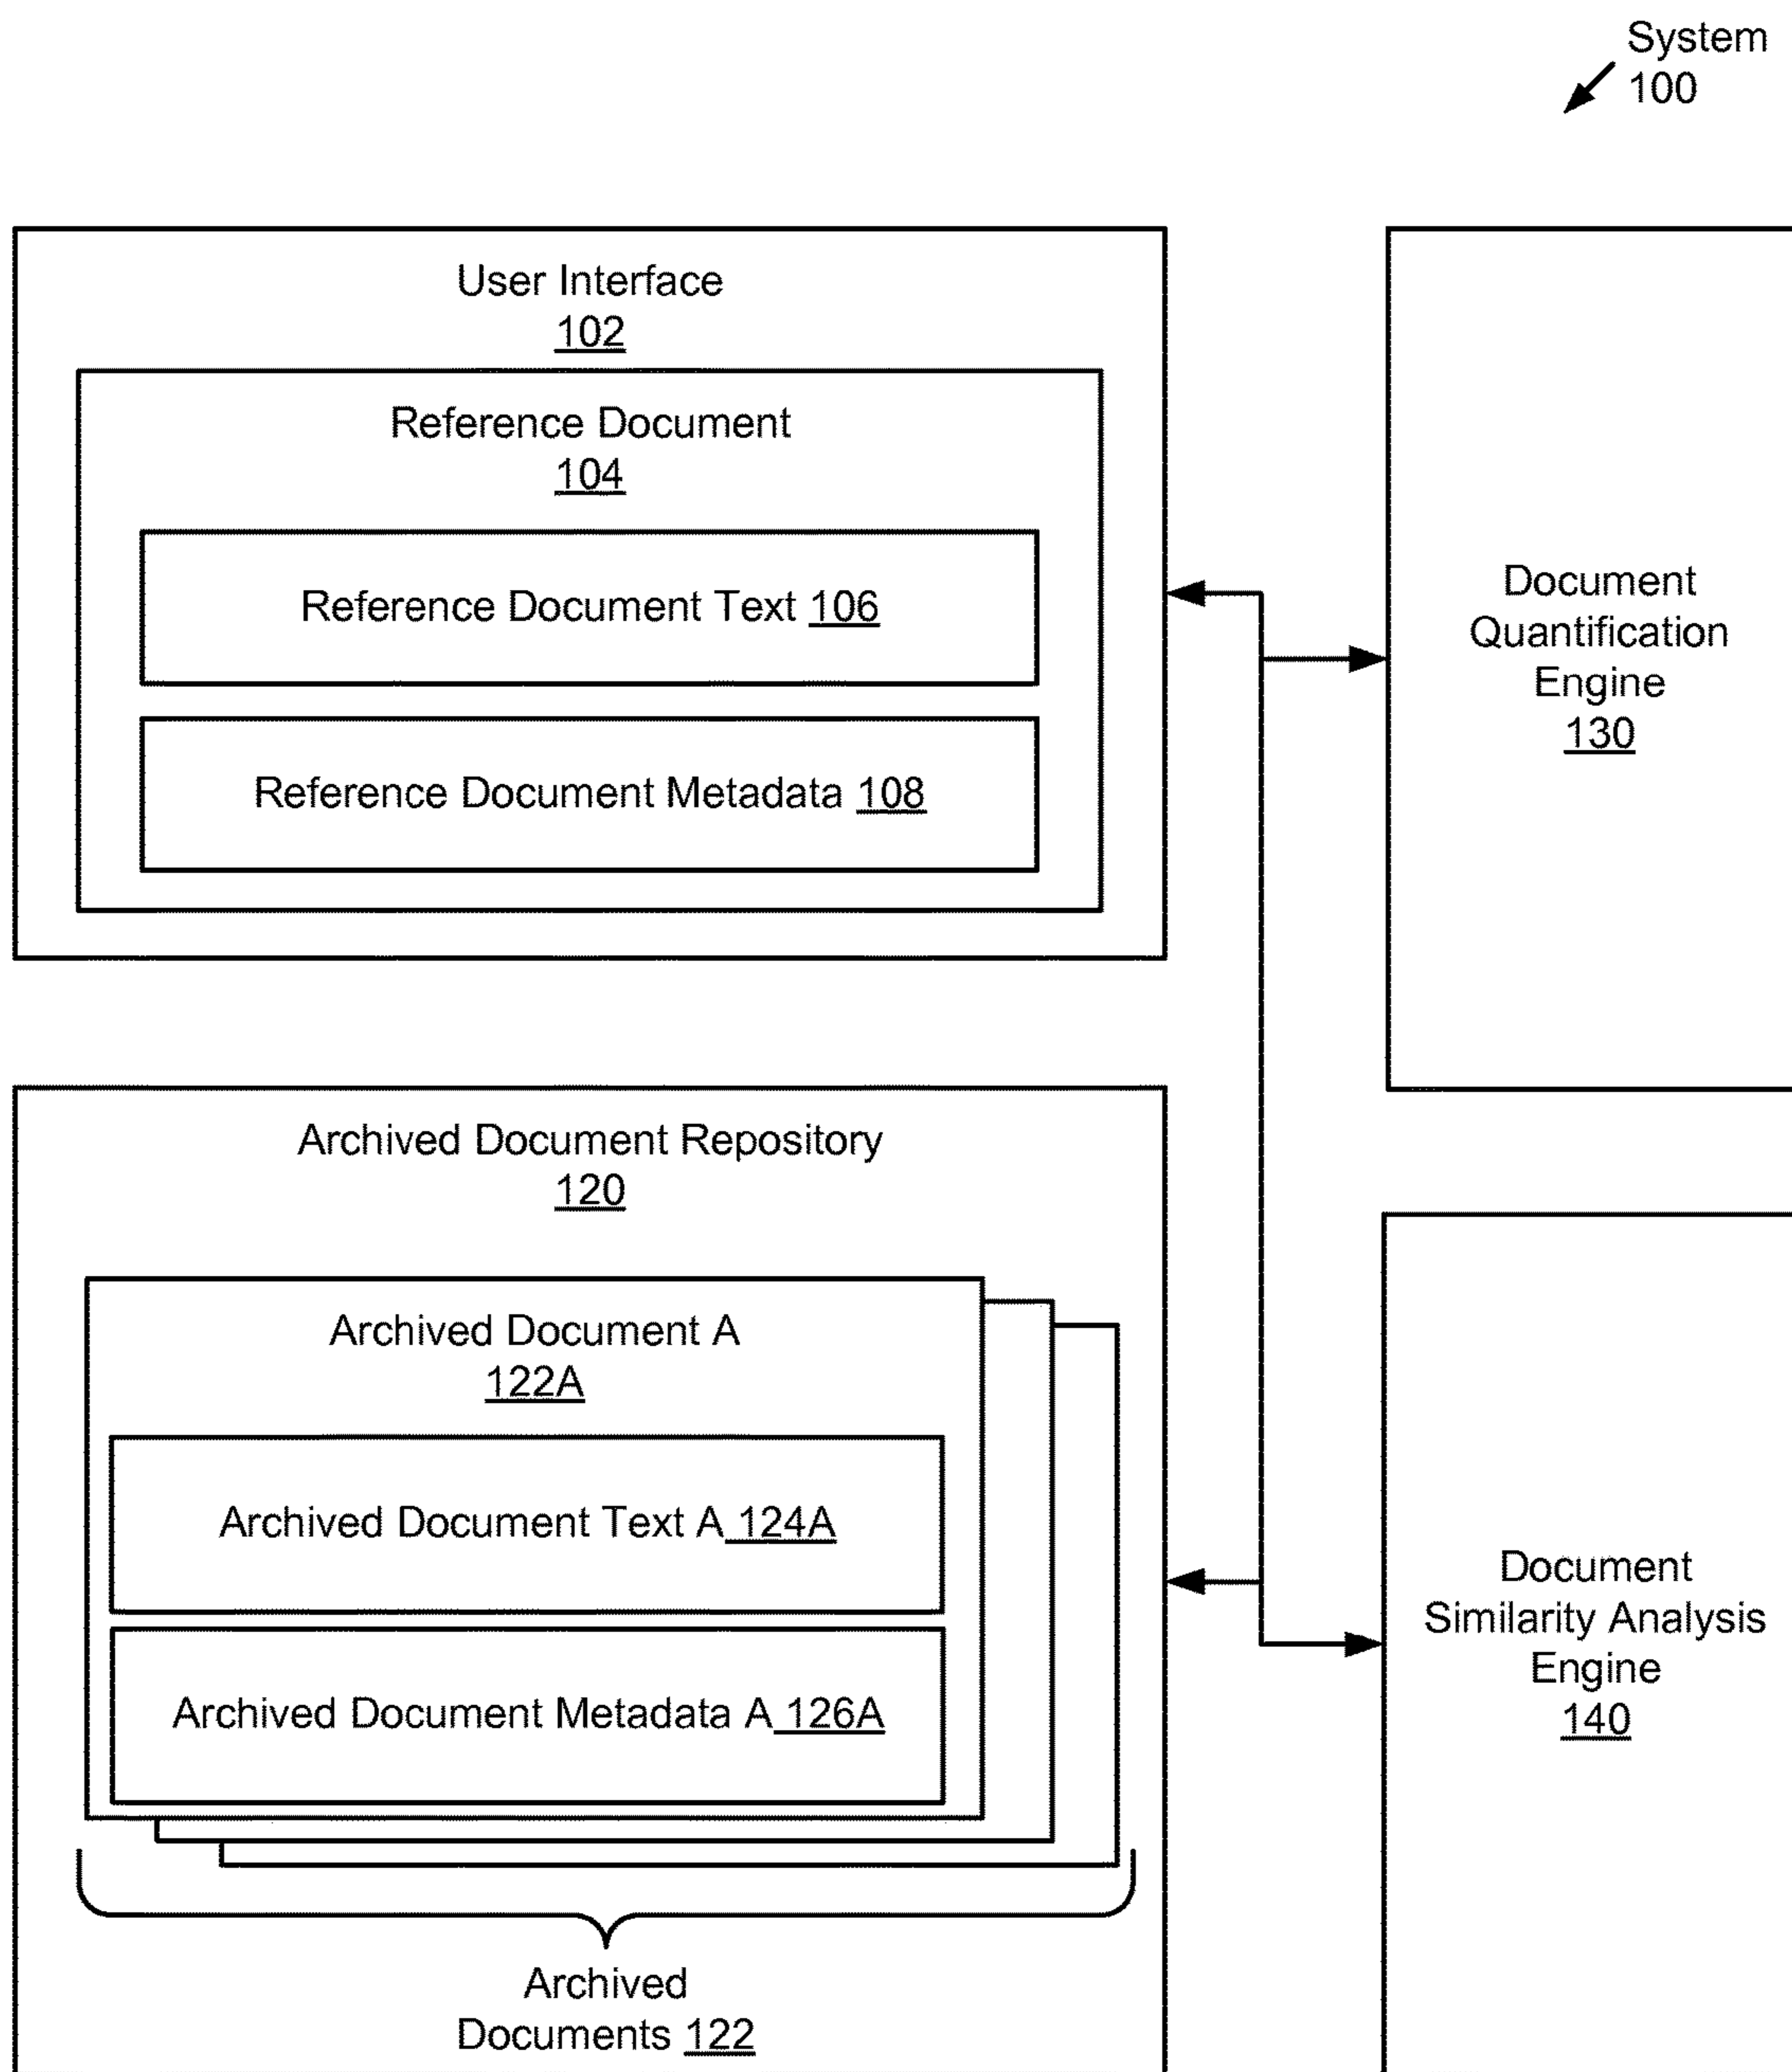 System
100
User Interface
102
Reference Document
104
Reference Document Text 106
Reference Document Metadata 108
Document
Quantification
Engine
130
Archived Document Repository
120
Archived Document A
122A
Archived Document Text A 124A
Archived Document Metadata A 126A
Archived
Documents 122
Document
Similarity Analysis
Engine
140